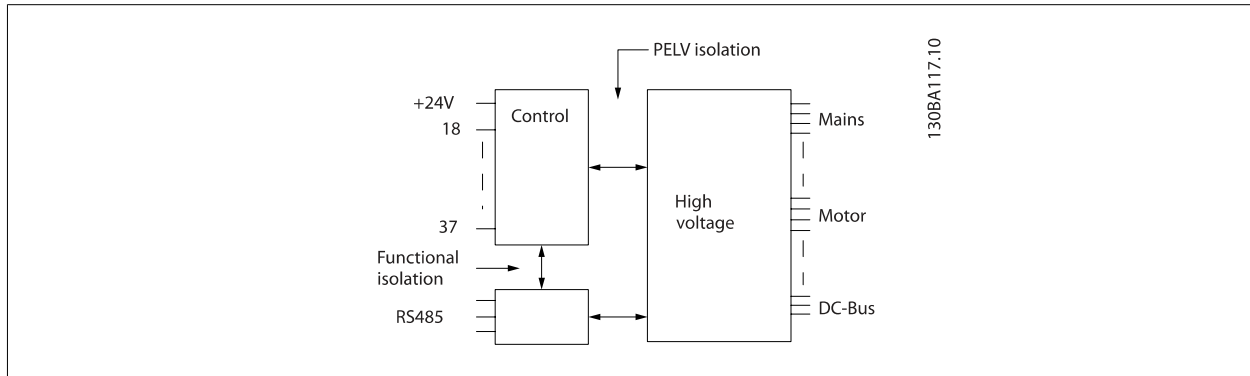 PELV isolation
130BA117.10
+24V
Control
Mains
18
High
voltage
Motor
37
Functional
isolation
DC-Bus
RS485